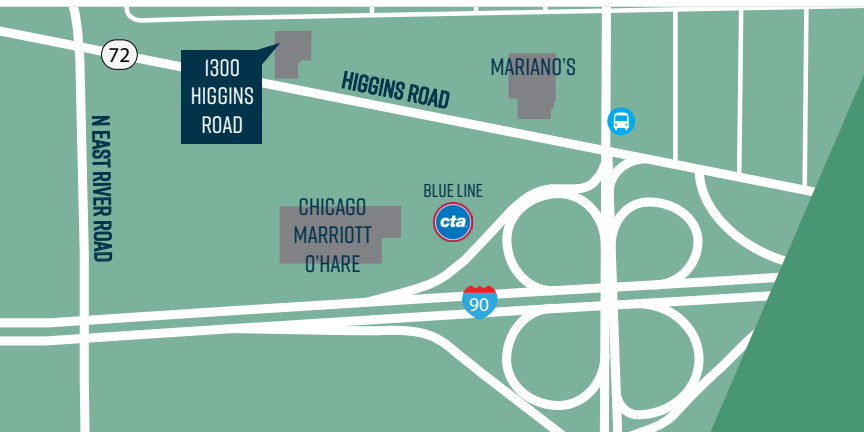 72
1300
HIGGINS
ROAD
HIGGINS ROAD
MARIANO'S
N EAST RIVER ROAD
BLUE LINE
cta
CHICAGO
MARRIOTT
O'HARE
90